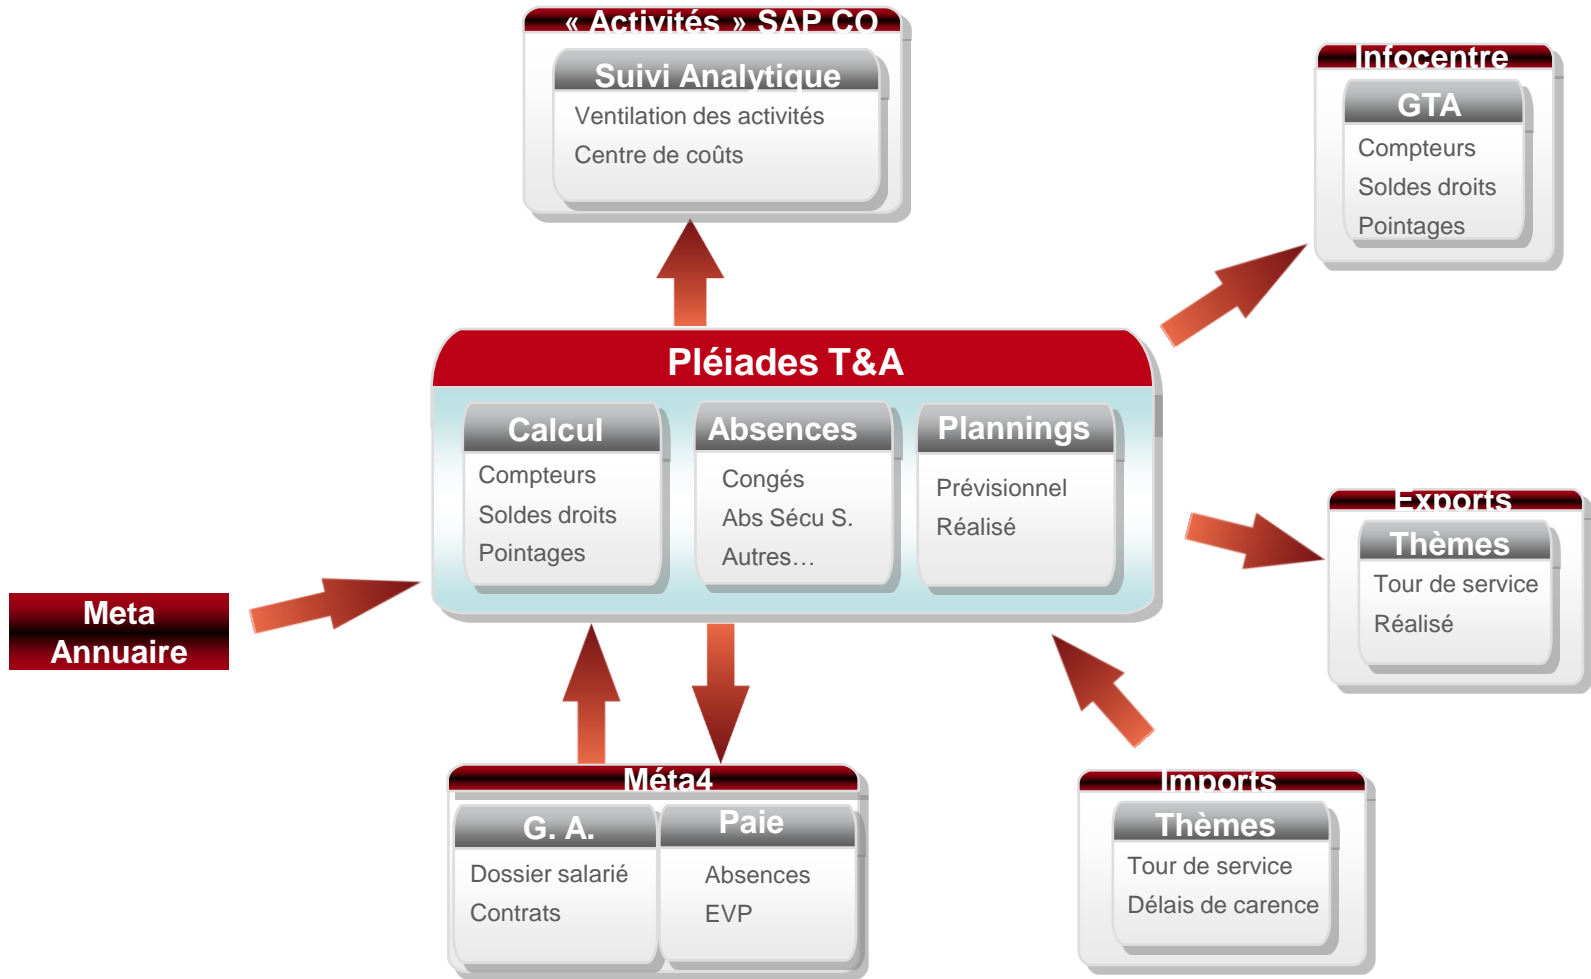 « Activités » SAP CO
Suivi Analytique
Ventilation des activités
Centre de coûts
Infocentre
GTA
Compteurs
Soldes droits
Pointages
Pléiades T&A
Calcul
Compteurs
Soldes droits
Pointages
Absences
Congés
Abs Sécu S.
Autres…
Plannings
Prévisionnel
Réalisé
Exports
Thèmes
Tour de service
Réalisé
Meta
Annuaire
Méta4
G. A.
Dossier salarié
Contrats
Paie
Absences
EVP
Imports
Thèmes
Tour de service
Délais de carence